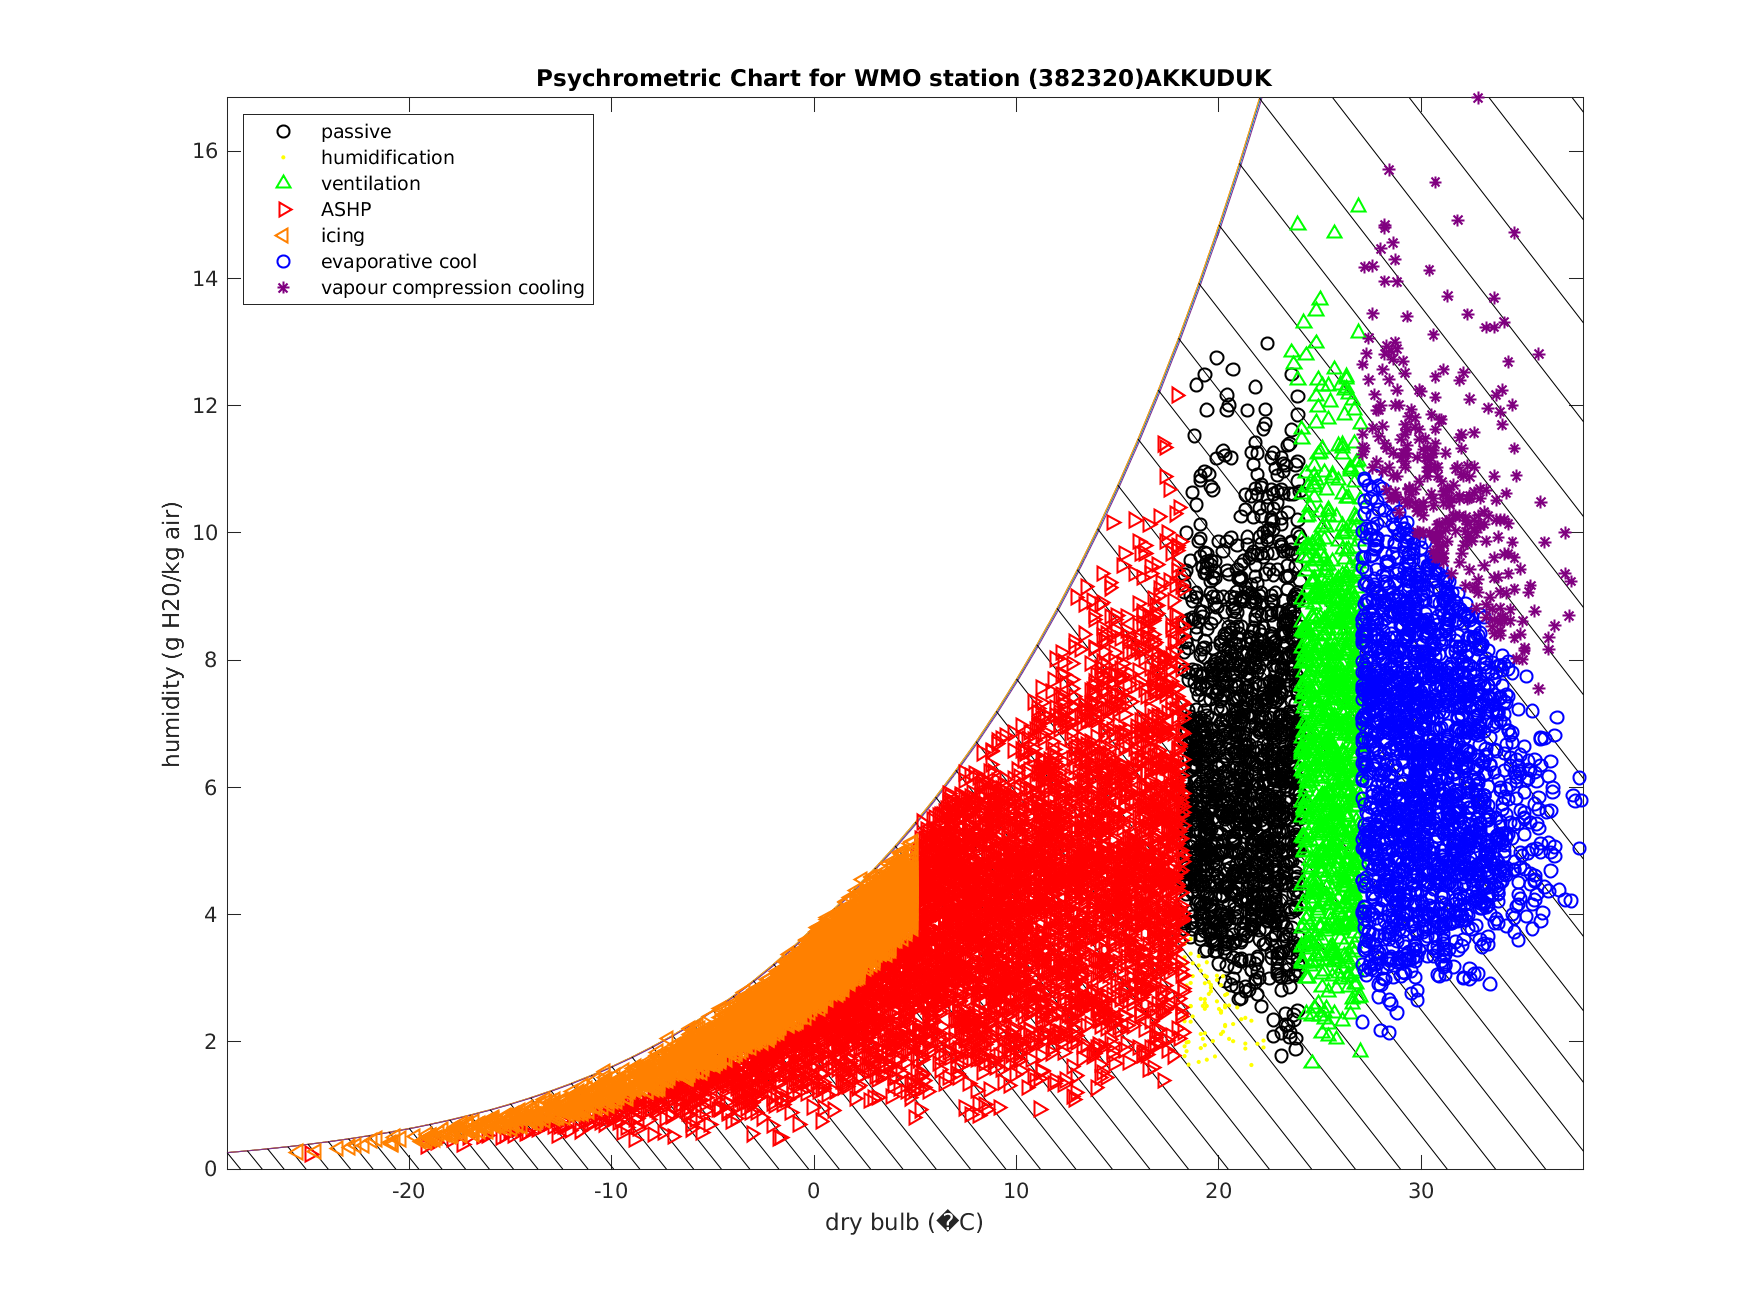 Psychrometric Chart for WMO station (382320)AKKUDUK
passive
humidification
ventilation
ASHP
icing
evaporative cool
vapour compression cooling
humidity (g H20/kg air)
16
14
12
10
8
6
4
2
0
-20
-10
0
10
20
30
dry bulb (�C)